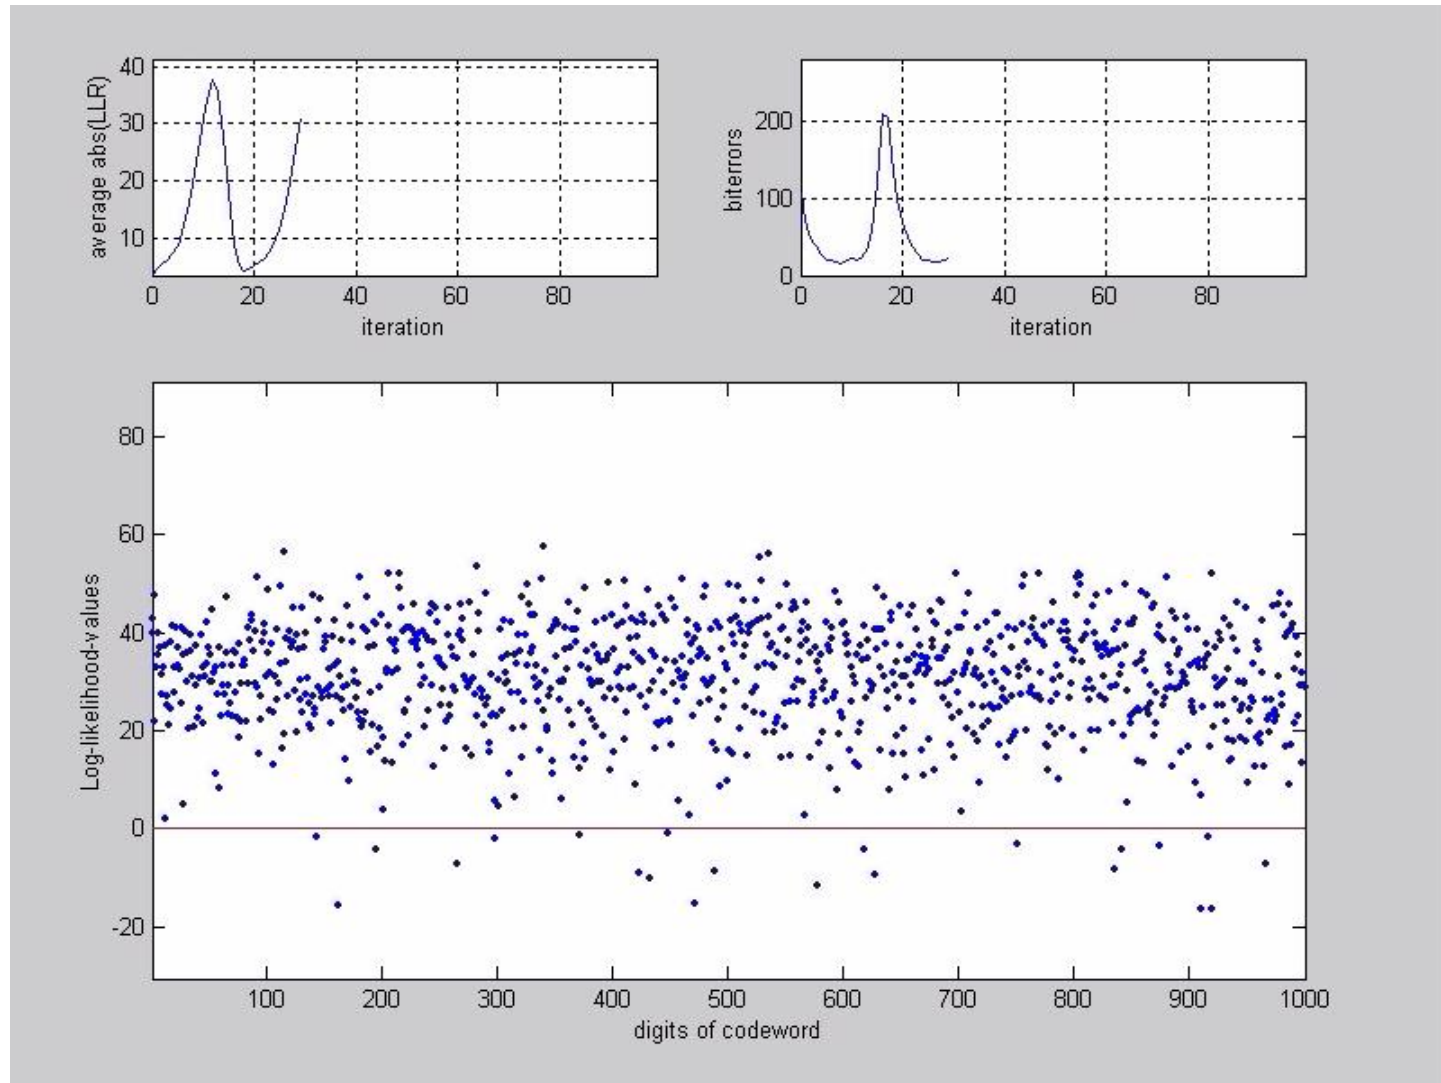 average abs(LLR)
40
30
20
10
0 20 40 60 80
iteration
biterrors
200
100
0
0 20 40 60 80
iteration
Log-likelihood-values
80
60
40
20
0
-20
100 200 300 400 500 600 700 800 900 1000
digits of codeword